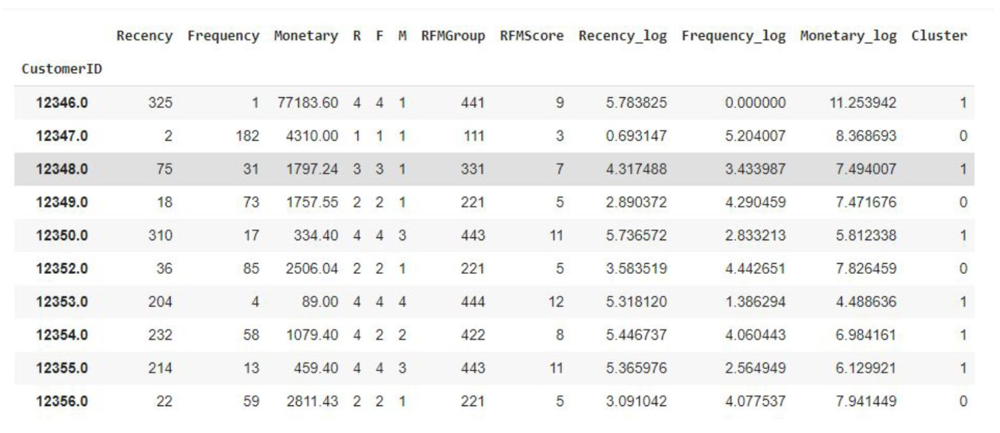 Recency Frequency Monetary R F M RFMGroup RFMScore Recency_log Frequency_log Monetary_log Cluster
CustomerID
12346.0 325 1 77183.60 4 4 1 441 9 5.783825 0.000000 11.253942 1
12347.0 2 182 4310.00 1 1 1 111 3 0.693147 5.204007 8.368693 0
12348.0 75 31 1797.24 3 3 1 331 7 4.317488 3.433987 7.494007 1
12349.0 18 73 1757.55 2 2 1 221 5 2.890372 4.290459 7.471676 0
12350.0 310 17 334.40 4 4 3 443 11 5.736572 2.833213 5.812338 1
12352.0 36 85 2506.04 2 2 1 221 5 3.583519 4.442651 7.826459 0
12353.0 204 4 89.00 4 4 4 444 12 5.318120 1.386294 4.488636 1
12354.0 232 58 1079.40 4 2 2 422 8 5.446737 4.060443 6.984161 1
12355.0 214 13 459.40 4 4 3 443 11 5.365976 2.564949 6.129921 1
12356.0 22 59 2811.43 2 2 1 221 5 3.091042 4.077537 7.941449 0